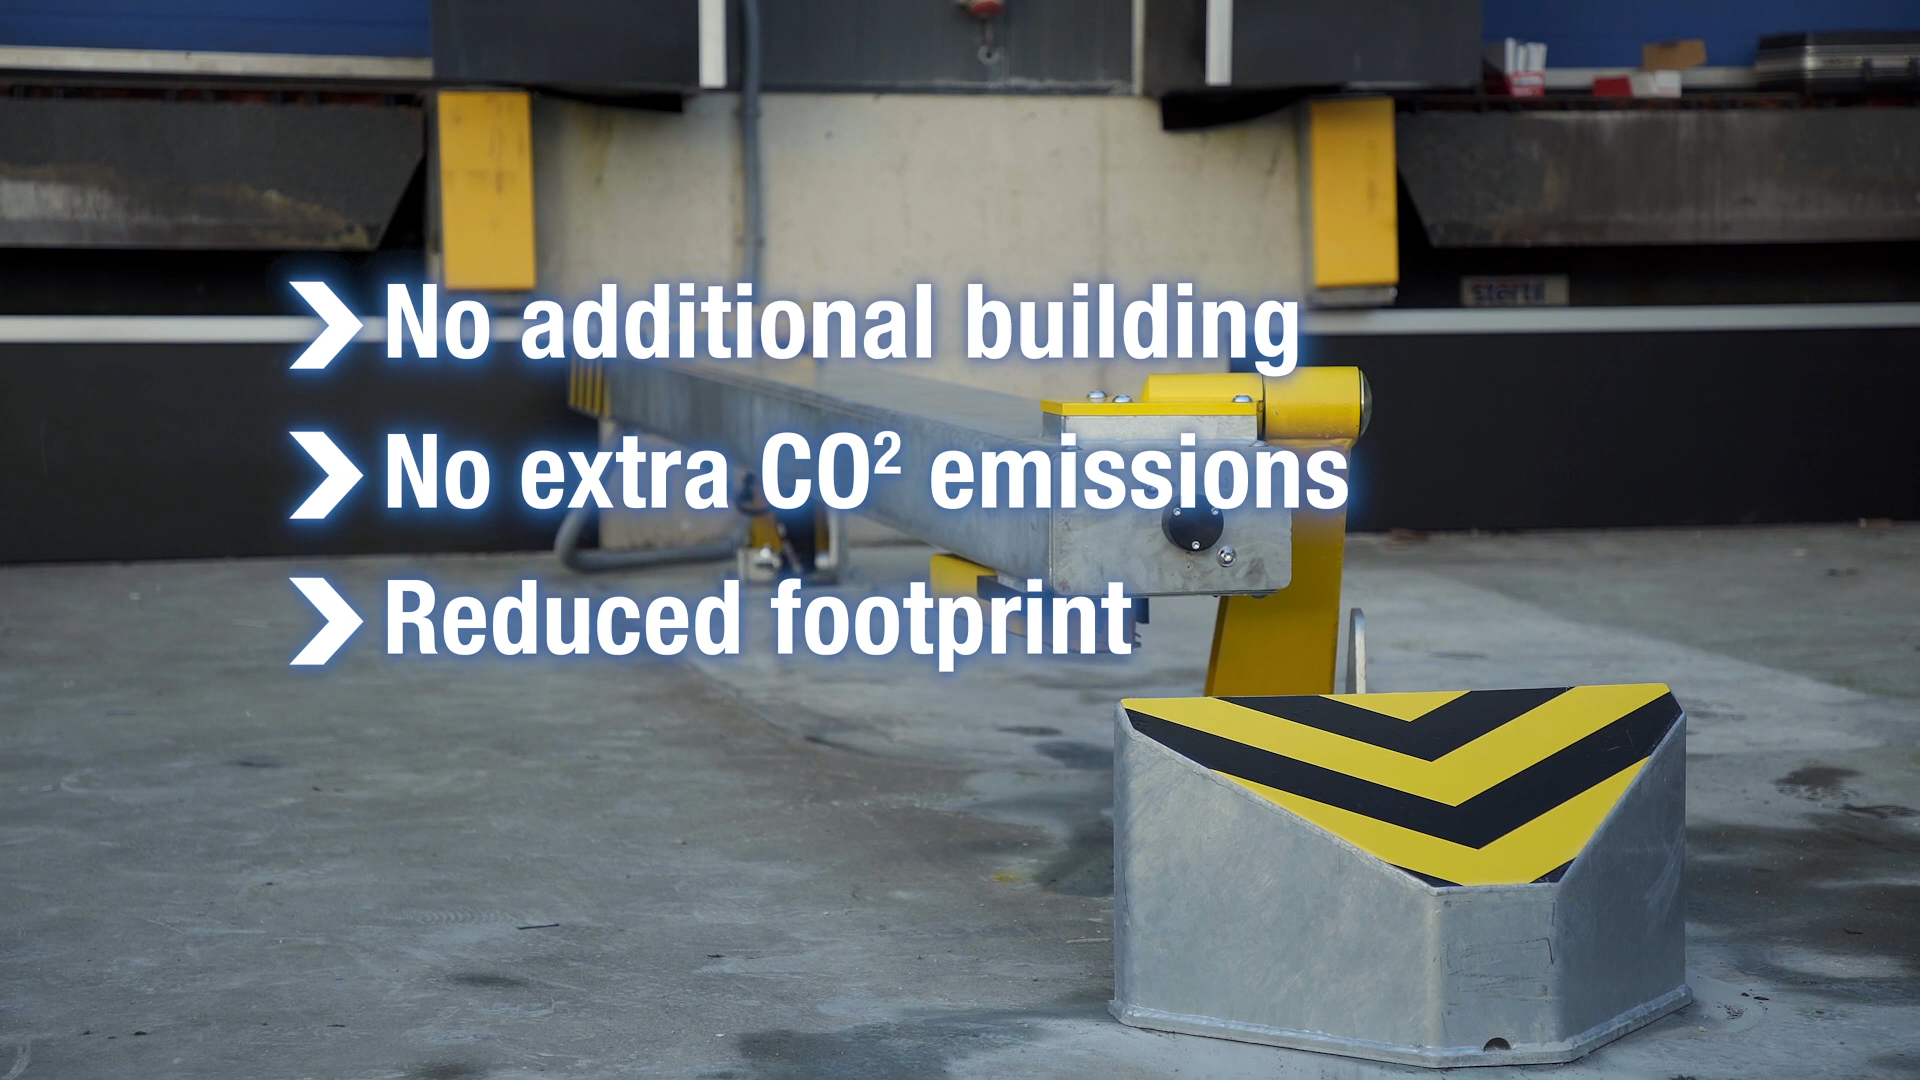 No additional building
No extra CO² emissions
Reduced footprint